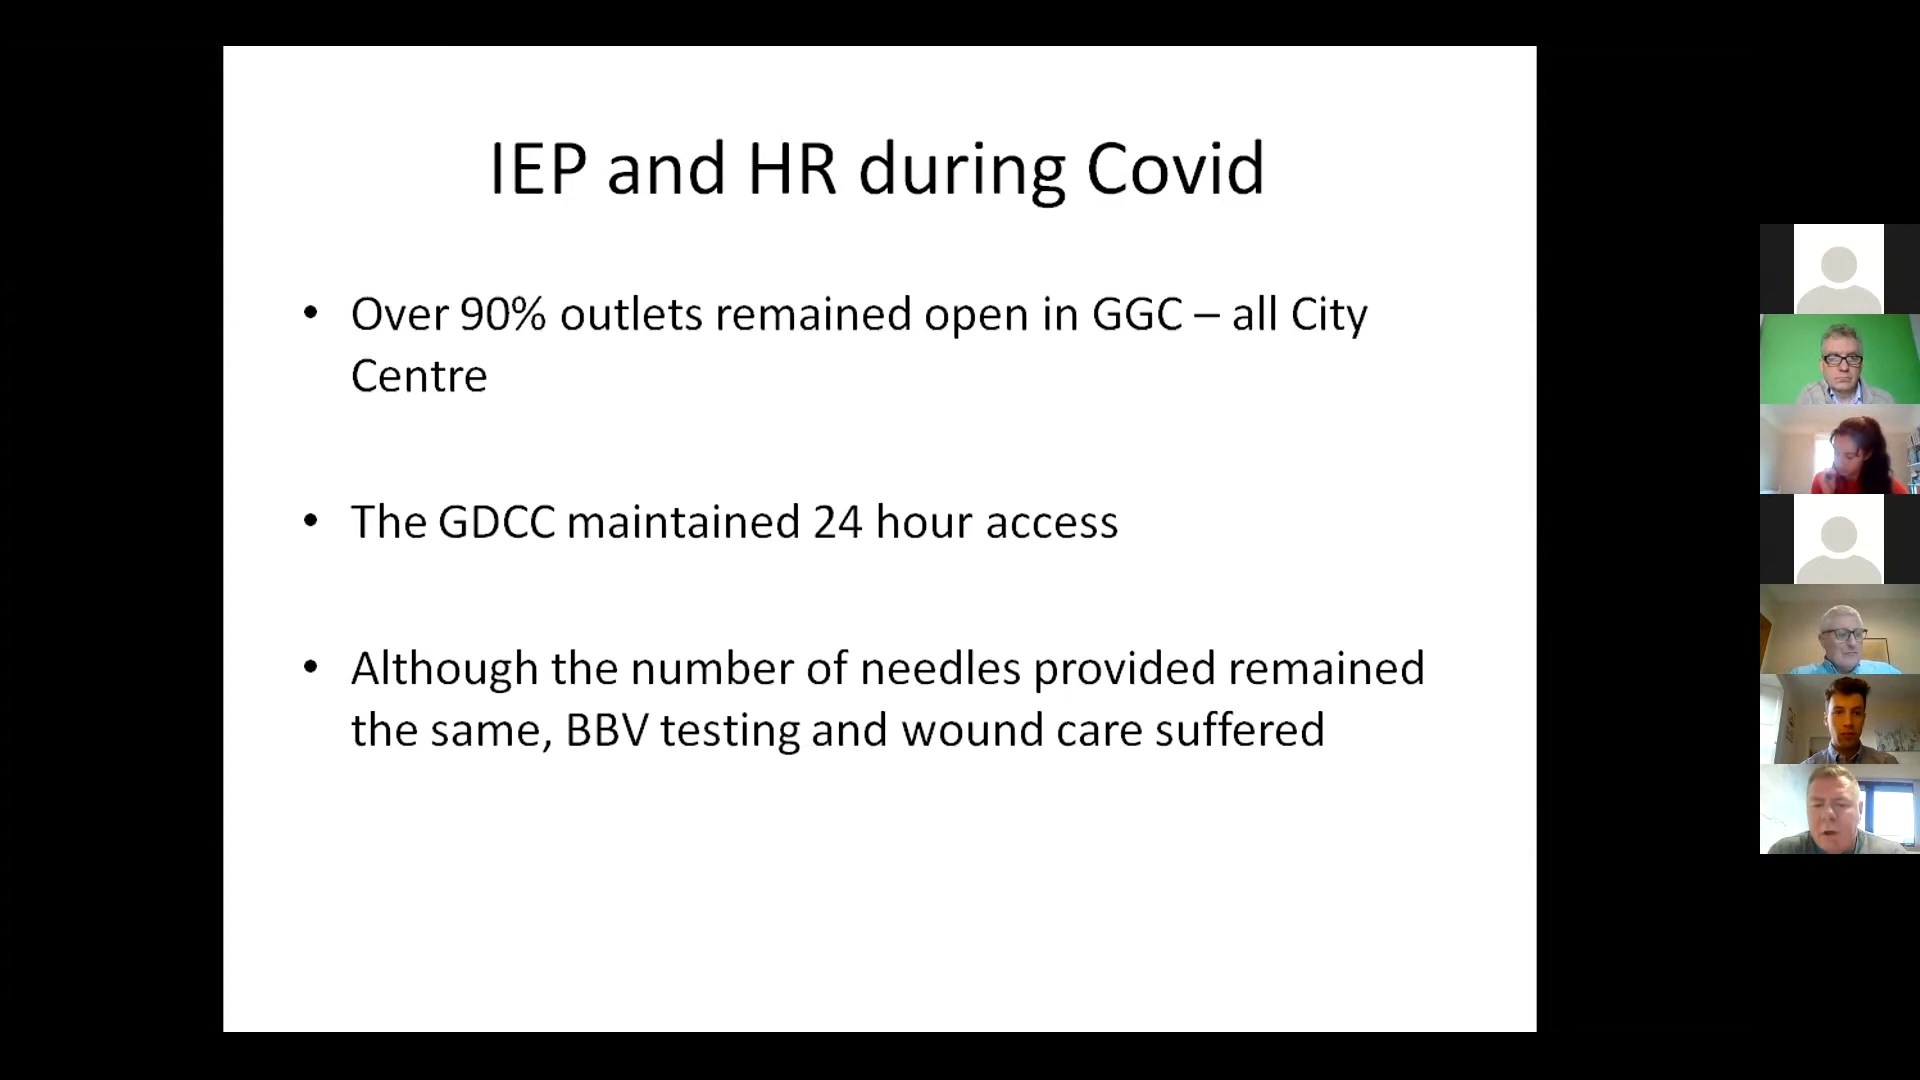 IEP and HR during Covid
• Over 90% outlets remained open in GGC – all City
Centre
• The GDCC maintained 24 hour access
• Although the number of needles provided remained
the same, BBV testing and wound care suffered